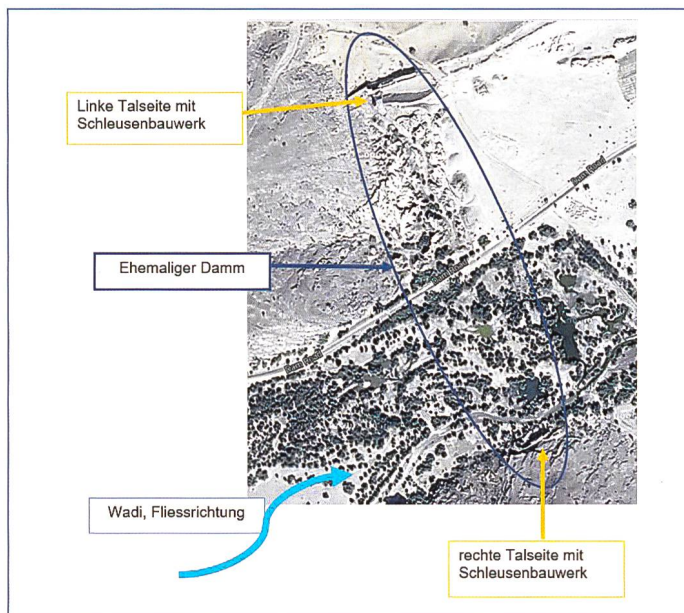 Linke Talseite mit
Schleusenbauwerk
Ehemaliger Damm
Wadi, Fliessrichtung
rechte Talseite mit
Schleusenbauwerk